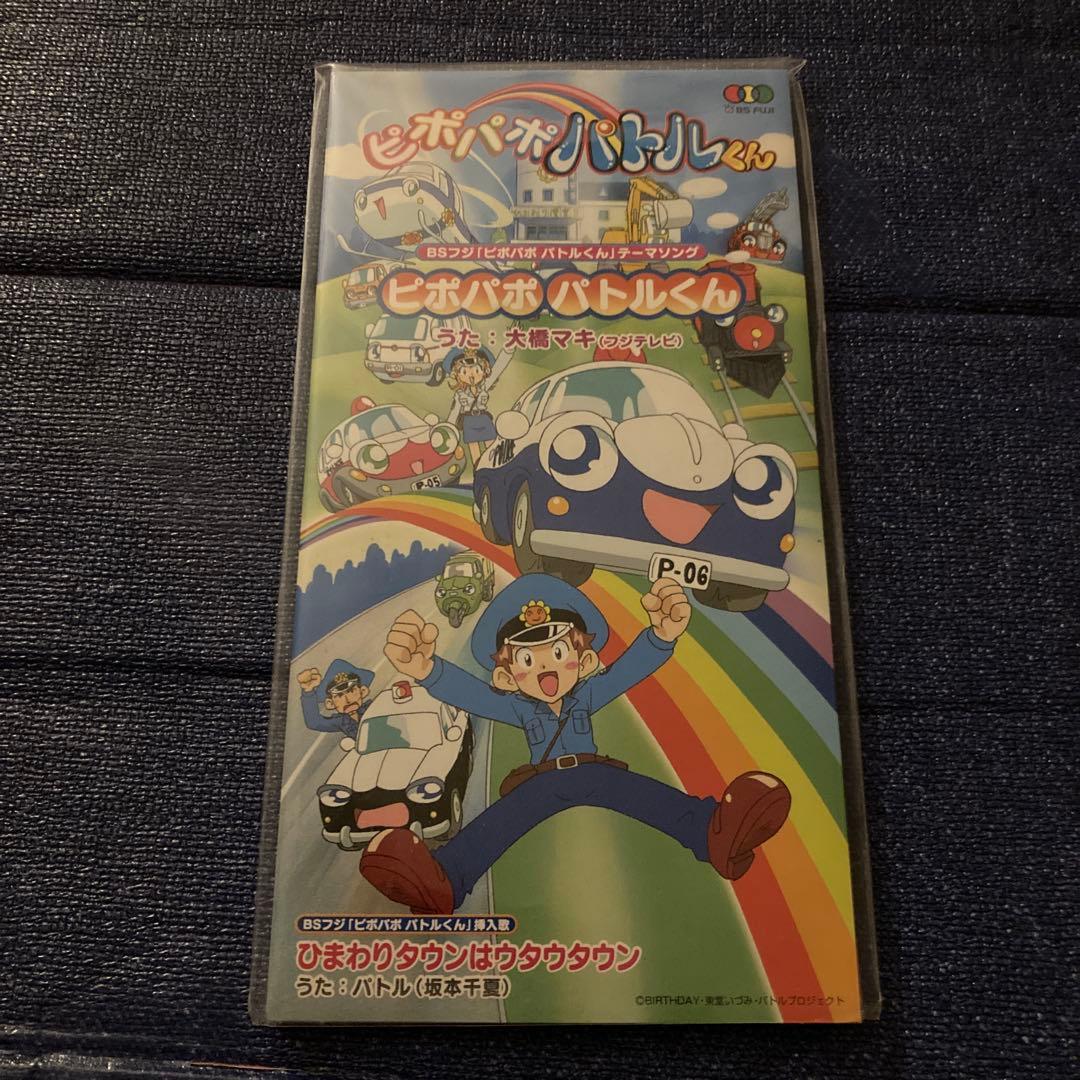 BS FUJI
ピポパポ パトルくん
BSフジ「ピポパポ パトルくん」テーマソング
ピポパポ パトルくん
うた：大橋マキ(フジテレビ)
P-05
P-06
BSフジ「ピポパポ パトルくん」挿入歌
ひまわりタウンはウタウタウン
うた：パトル(坂本千夏)
©BIRTHDAY・東堂いづみ・パトルプロジェクト